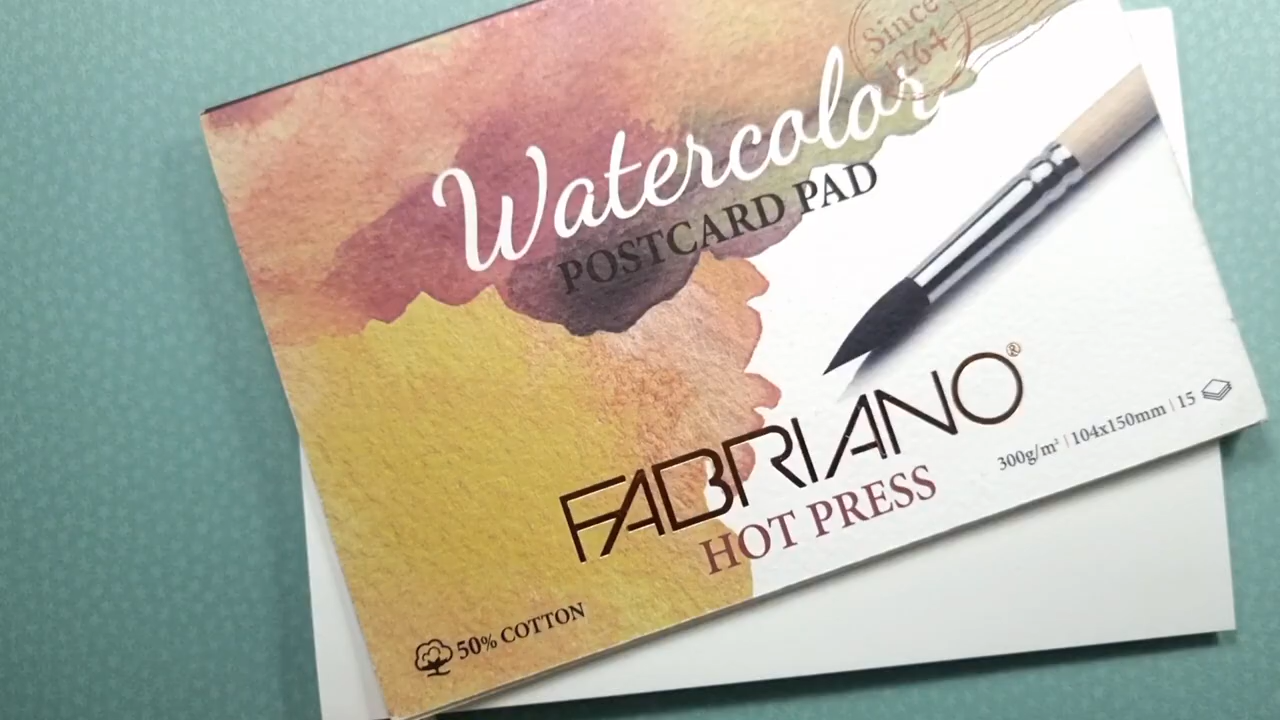 Since
1264
Watercolor
POSTCARD PAD
FABRIANO®
HOT PRESS
300g/m² | 104x150mm | 15
50% COTTON